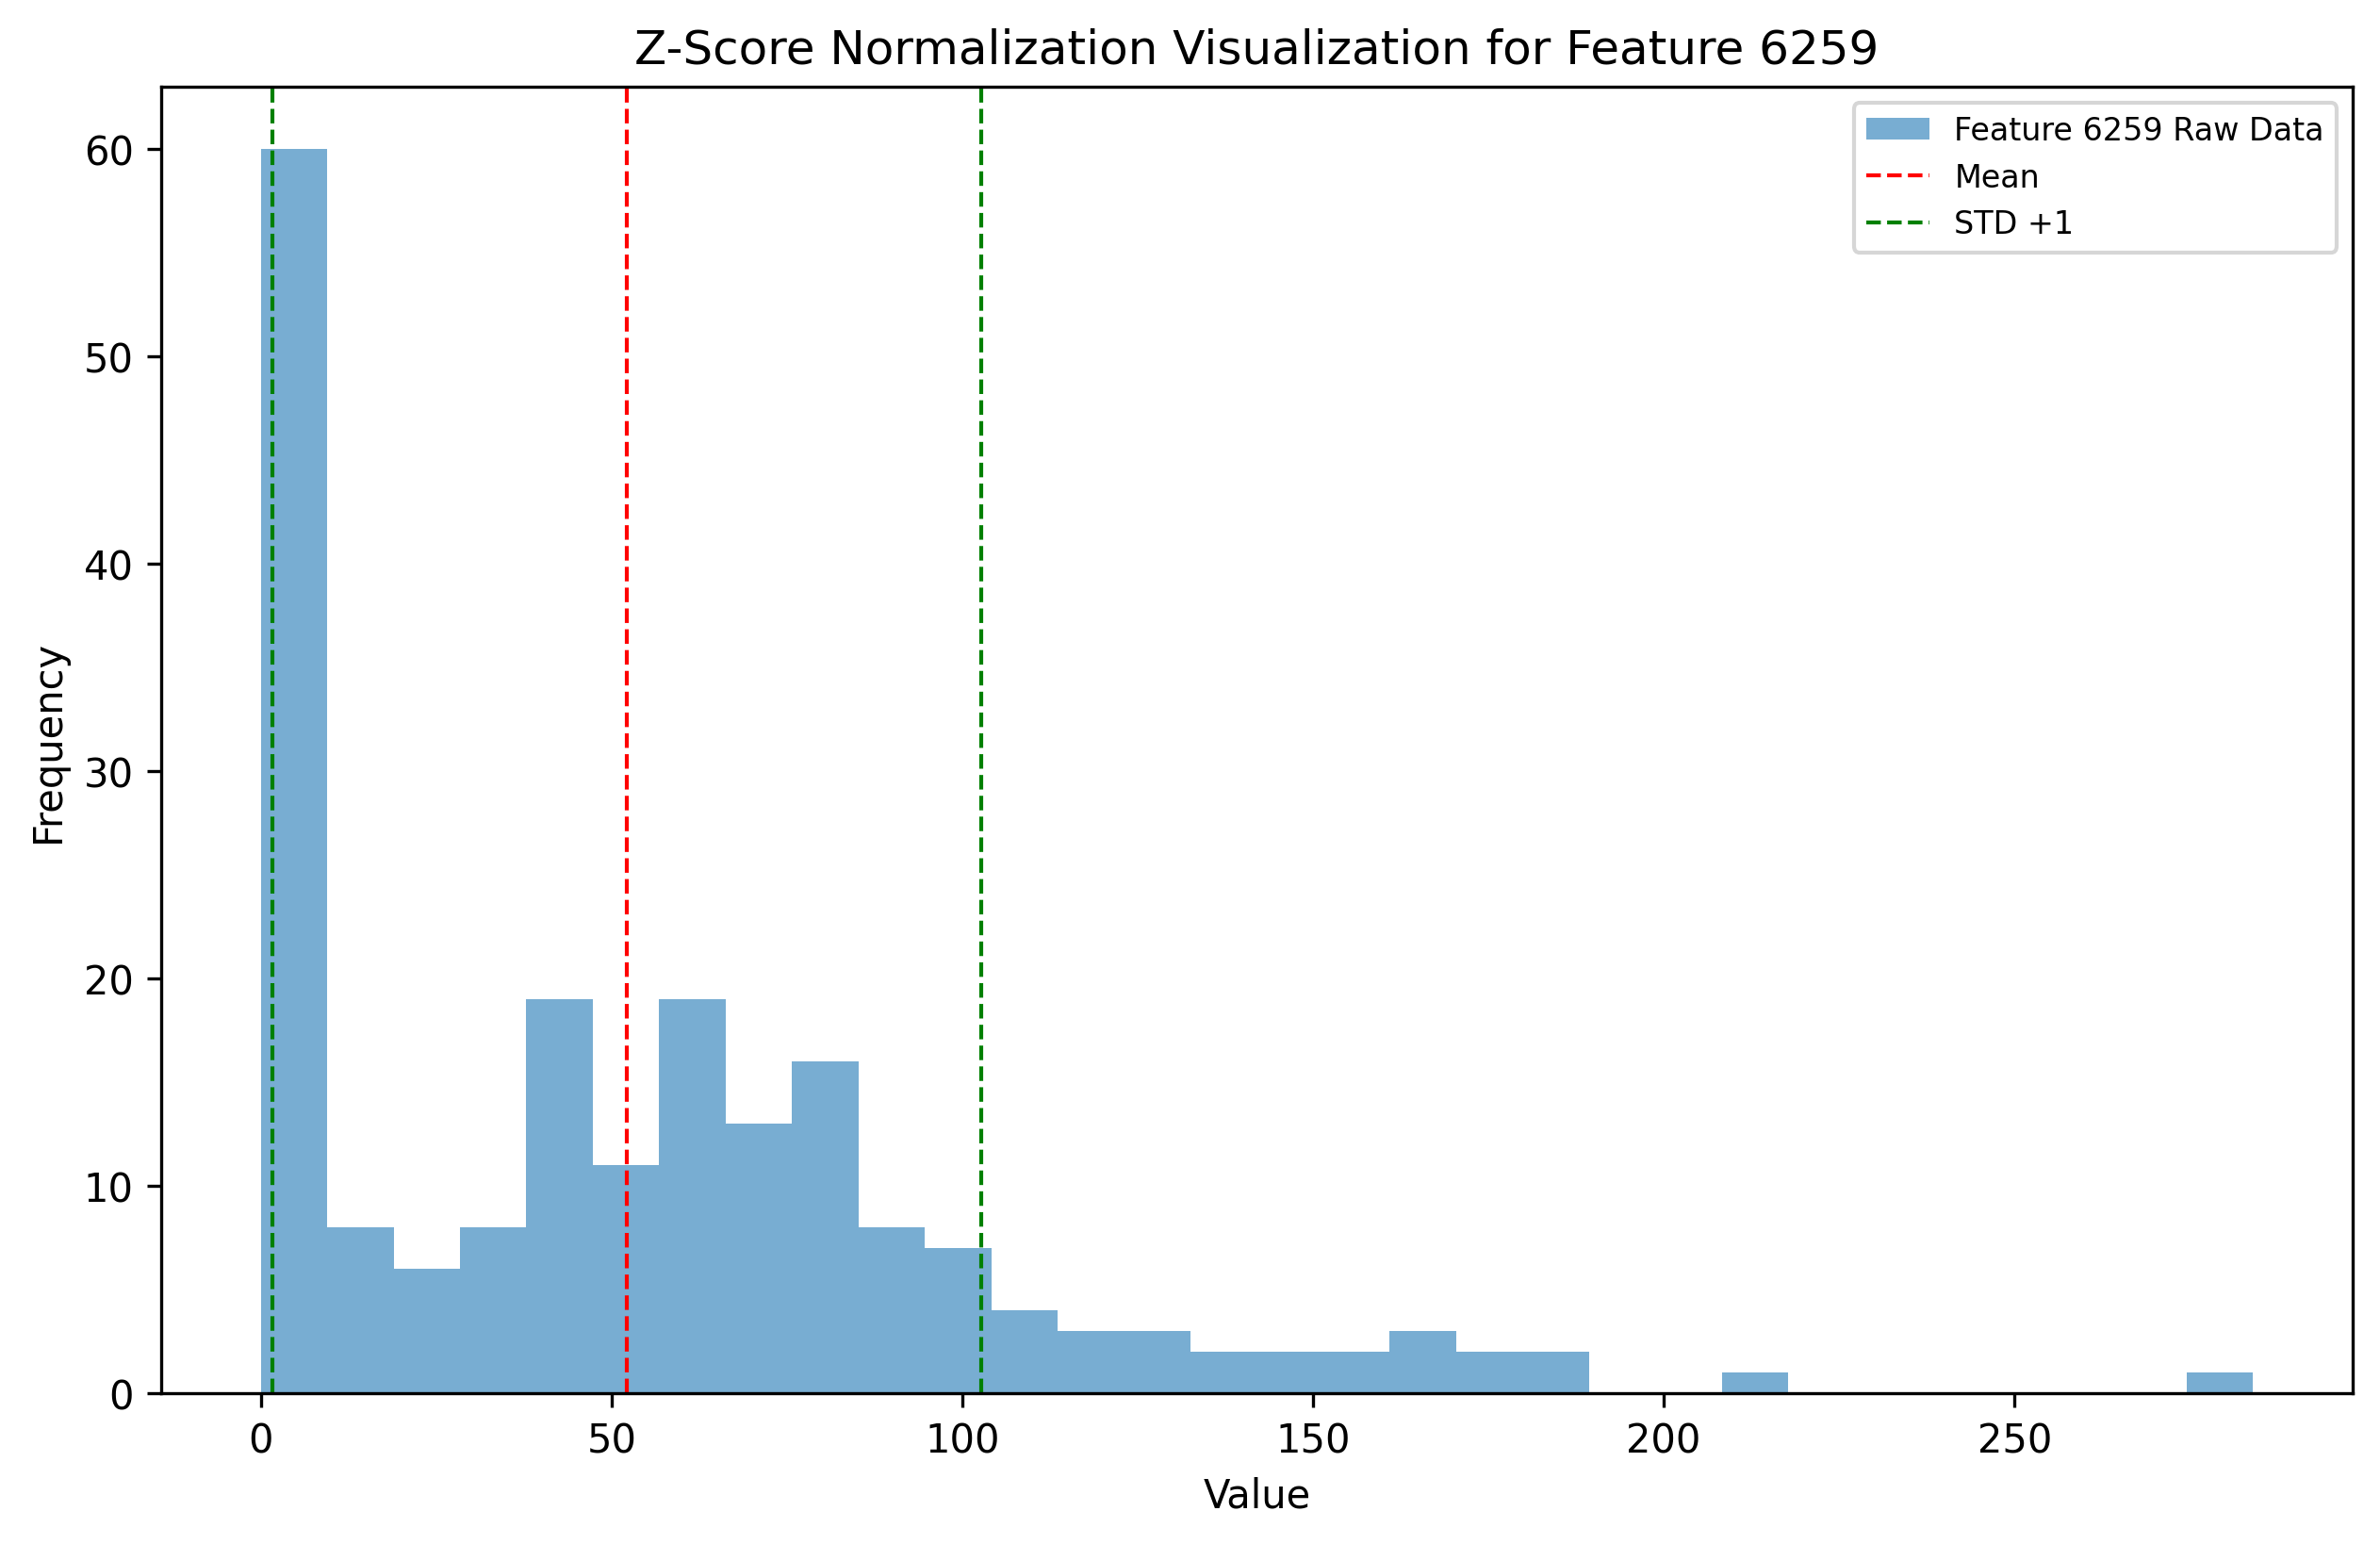 Z-Score Normalization Visualization for Feature 6259
Feature 6259 Raw Data
Mean
STD +1
60
50
40
30
20
10
0
Frequency
0 50 100 150 200 250
Value